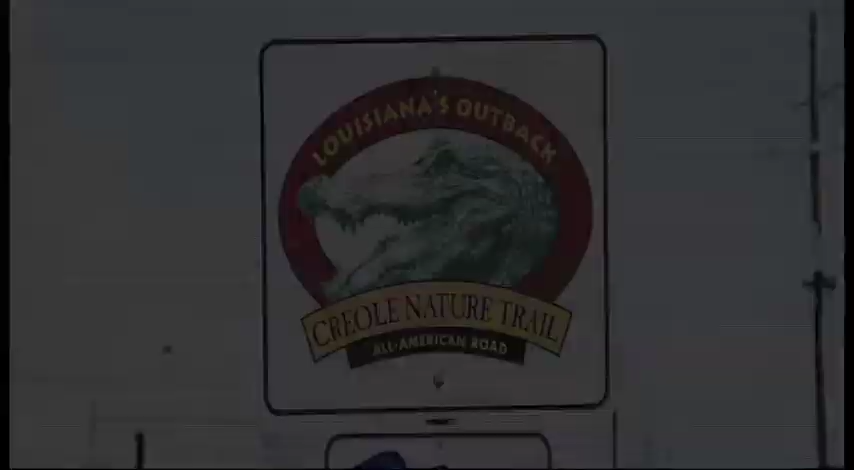 LOUISIANA'S OUTBACK
CREOLE NATURE TRAIL
ALL-AMERICAN ROAD